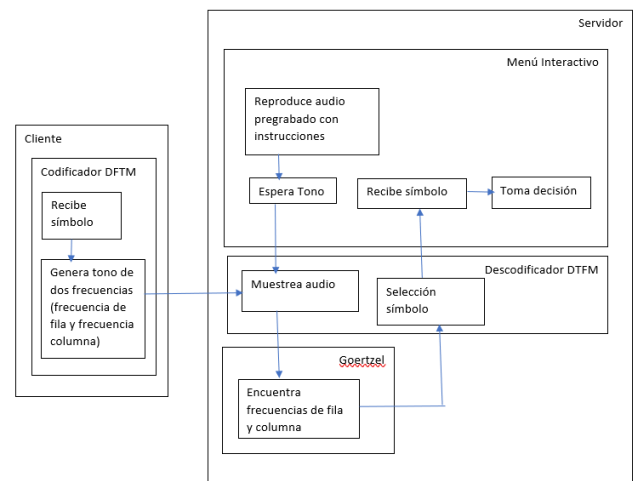 Servidor
Menú Interactivo
Reproduce audio
pregrabado con
instrucciones
Espera Tono
Recibe símbolo
Toma decisión
Cliente
Codificador DFTM
Recibe
símbolo
Genera tono de
dos frecuencias
(frecuencia de
fila y frecuencia
columna)
Descodificador DTFM
Muestrea audio
Selección
símbolo
Goertzel
Encuentra
frecuencias de fila
y columna